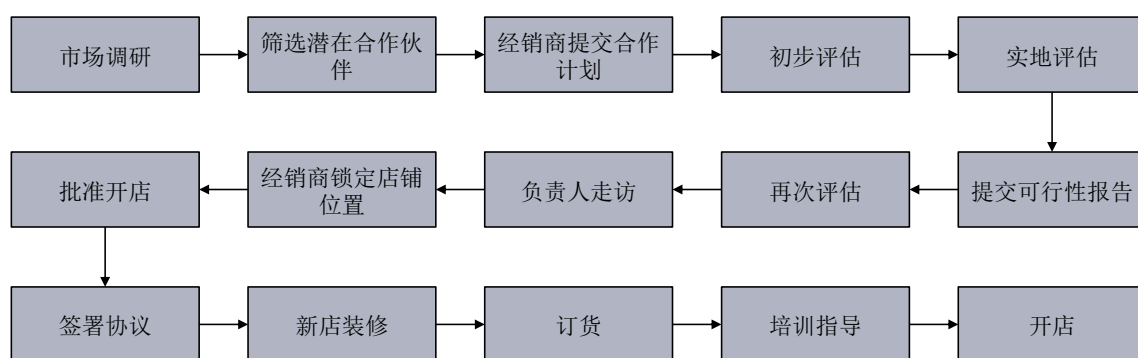 市场调研
筛选潜在合作伙
伴
经销商提交合作
计划
初步评估
实地评估
提交可行性报告
再次评估
负责人走访
经销商锁定店铺
位置
批准开店
签署协议
新店装修
订货
培训指导
开店